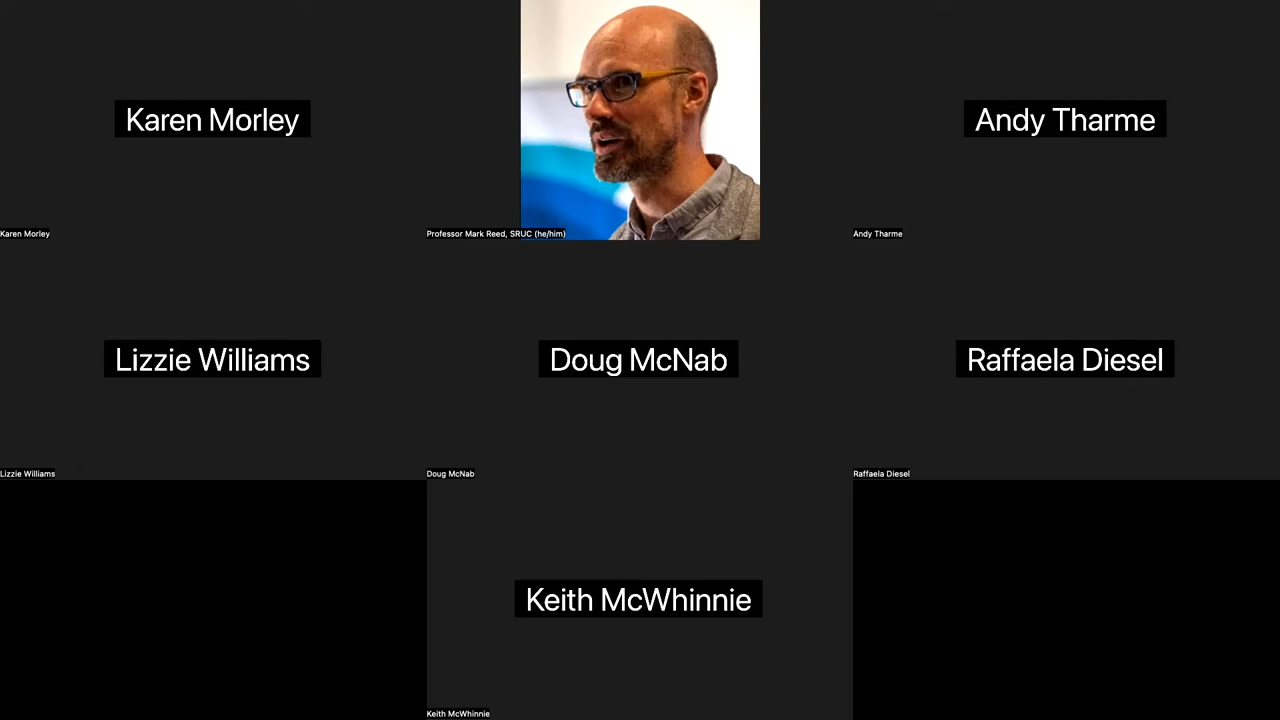 Karen Morley
Andy Tharme
Karen Morley
Professor Mark Reed, SRUC (he/him)
Andy Tharme
Lizzie Williams
Doug McNab
Raffaela Diesel
Lizzie Williams
Doug McNab
Raffaela Diesel
Keith McWhinnie
Keith McWhinnie